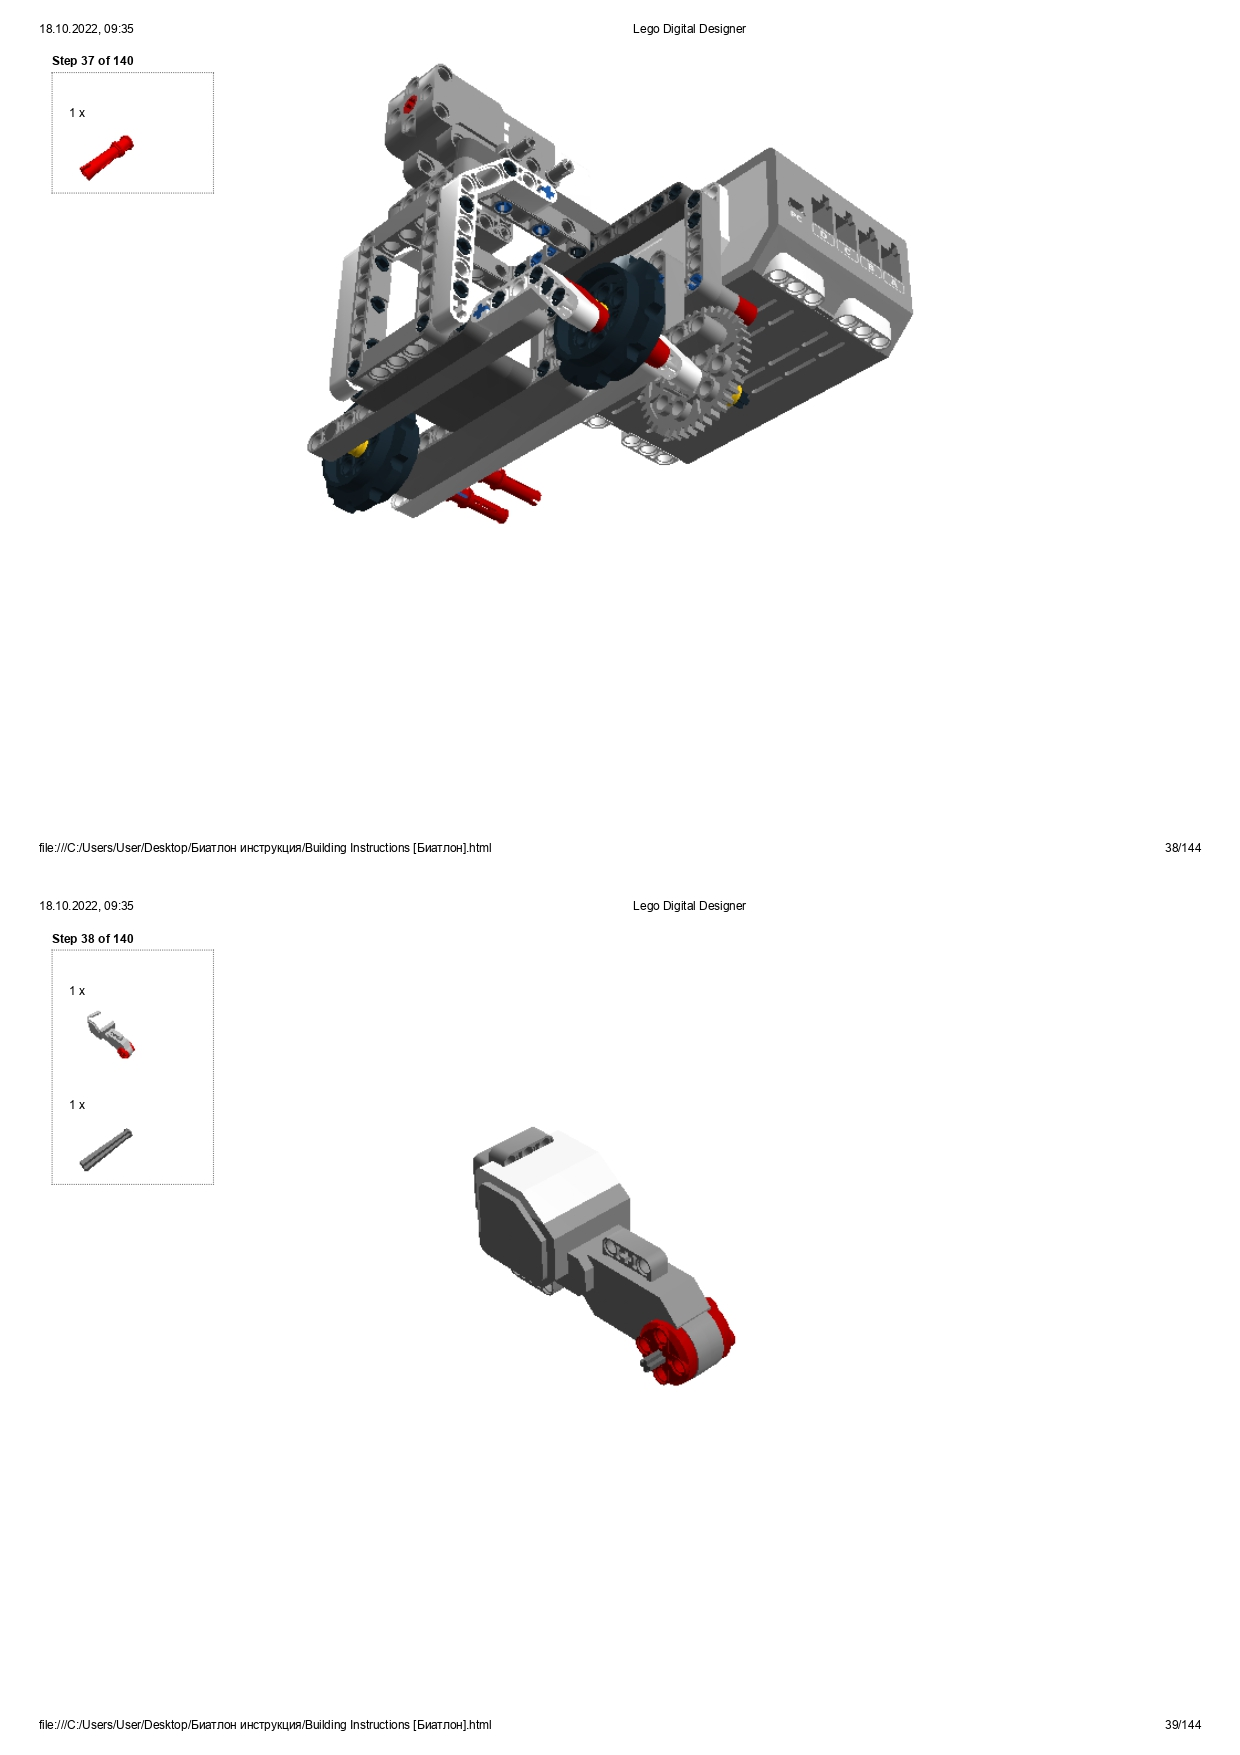 18.10.2022, 09:35
Lego Digital Designer
Step 37 of 140
1 x
PC
D
C
B
A
file:///C:/Users/User/Desktop/Биатлон инструкция/Building Instructions [Биатлон].html
38/144
18.10.2022, 09:35
Lego Digital Designer
Step 38 of 140
1 x
1 x
file:///C:/Users/User/Desktop/Биатлон инструкция/Building Instructions [Биатлон].html
39/144